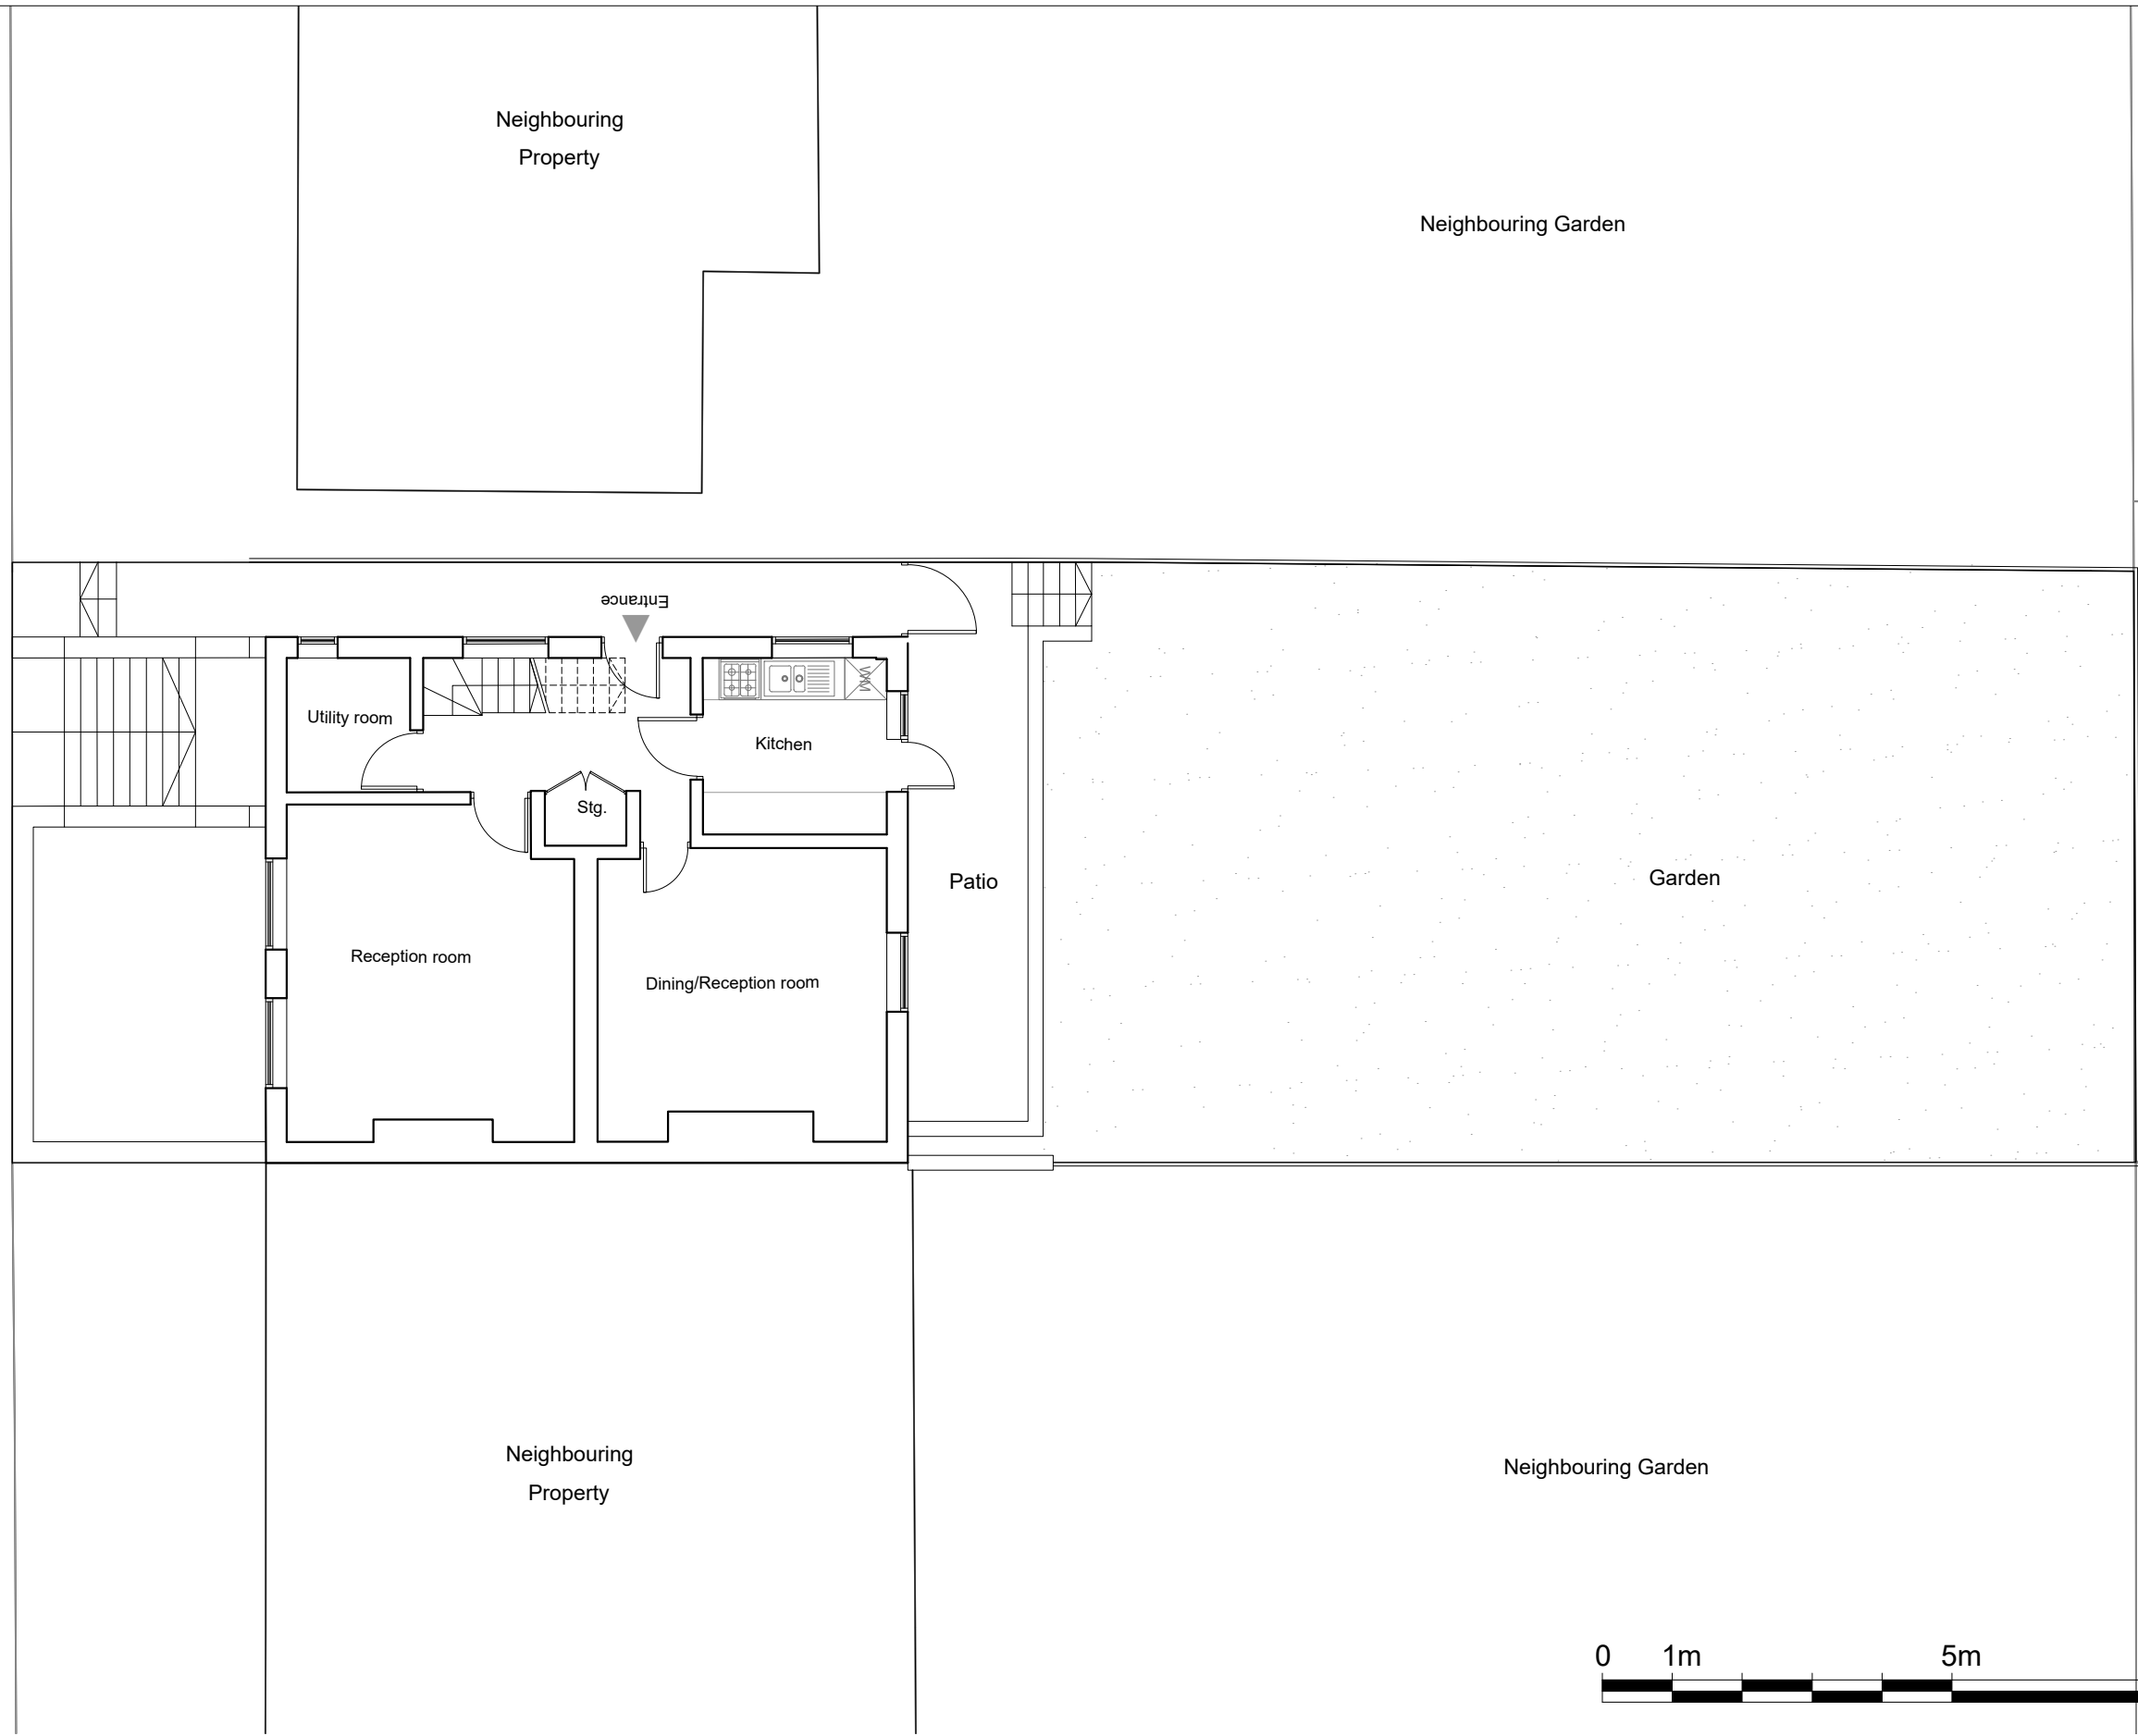 Neighbouring
Property
Neighbouring Garden
Entrance
WM
Utility room
Kitchen
Stg.
Patio
Garden
Reception room
Dining/Reception room
Neighbouring
Property
Neighbouring Garden
0 1m 5m